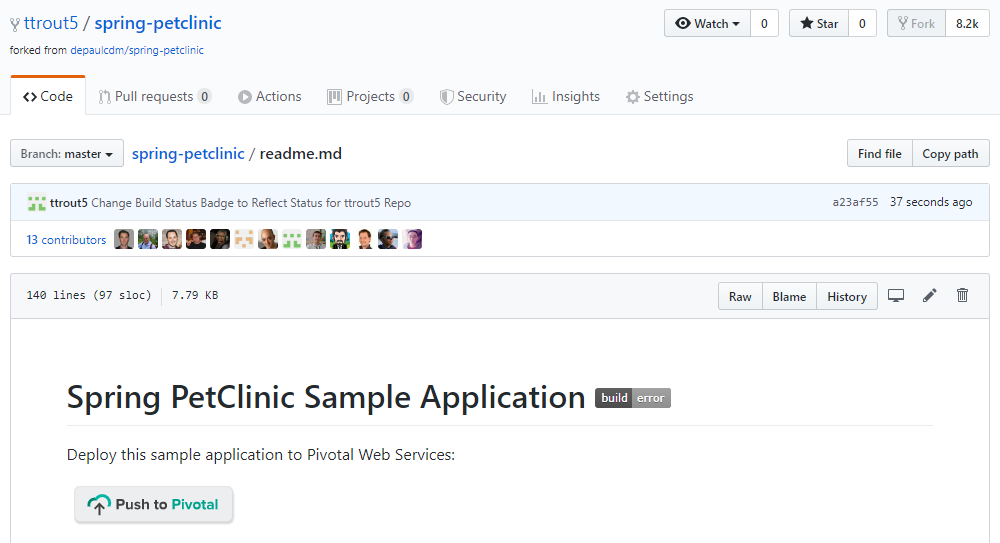 ttrout5 / spring-petclinic
Watch 0 Star 0 Fork 8.2k
forked from depaulcdm/spring-petclinic
Code Pull requests 0 Actions Projects 0 Security Insights Settings
Branch: master spring-petclinic / readme.md Find file Copy path
ttrout5 Change Build Status Badge to Reflect Status for ttrout5 Repo a23af55 37 seconds ago
13 contributors
140 lines (97 sloc) 7.79 KB Raw Blame History
Spring PetClinic Sample Application build error
Deploy this sample application to Pivotal Web Services:
Push to Pivotal